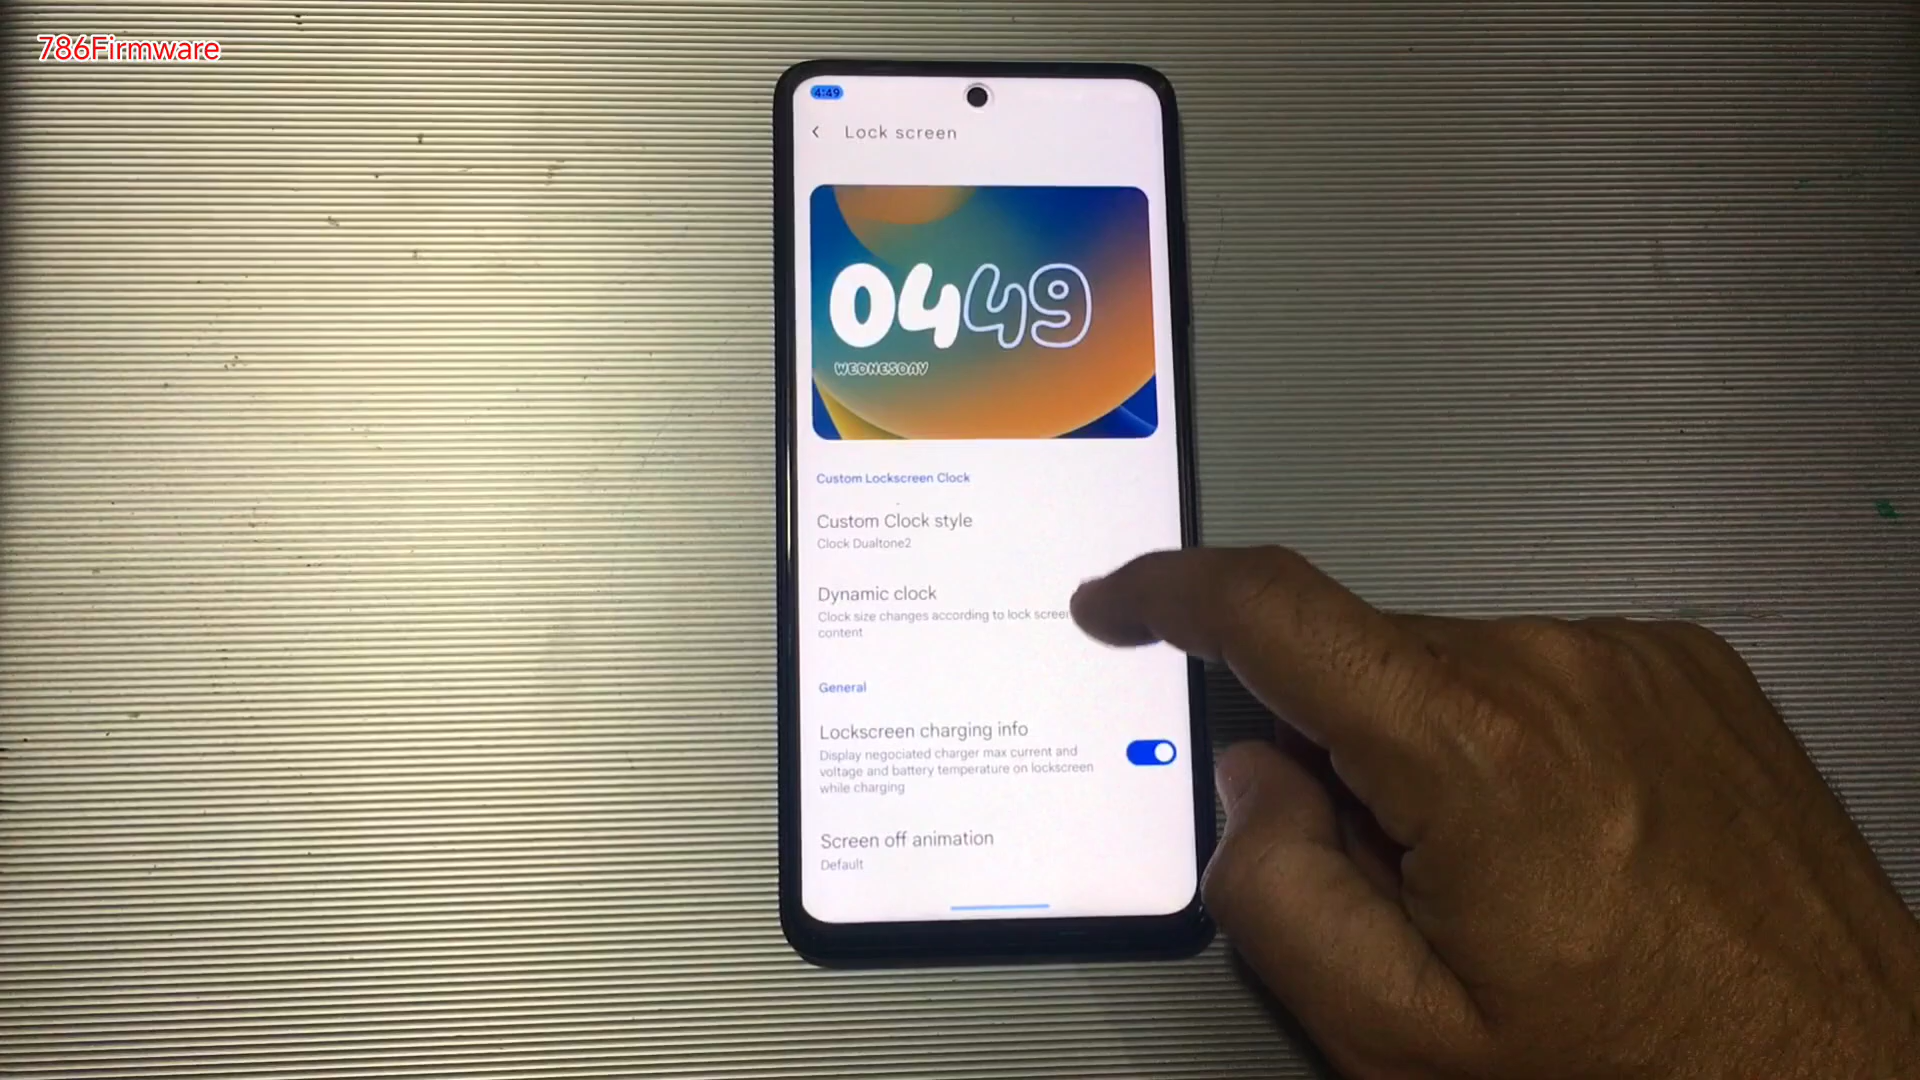 786Firmware
4:49
Lock screen
0449
WEDNESDAY
Custom Lockscreen Clock
Custom Clock style
Clock Dualtone2
Dynamic clock
Clock size changes according to lock screen
content
General
Lockscreen charging info
Display negociated charger max current and
voltage and battery temperature on lockscreen
while charging
Screen off animation
Default